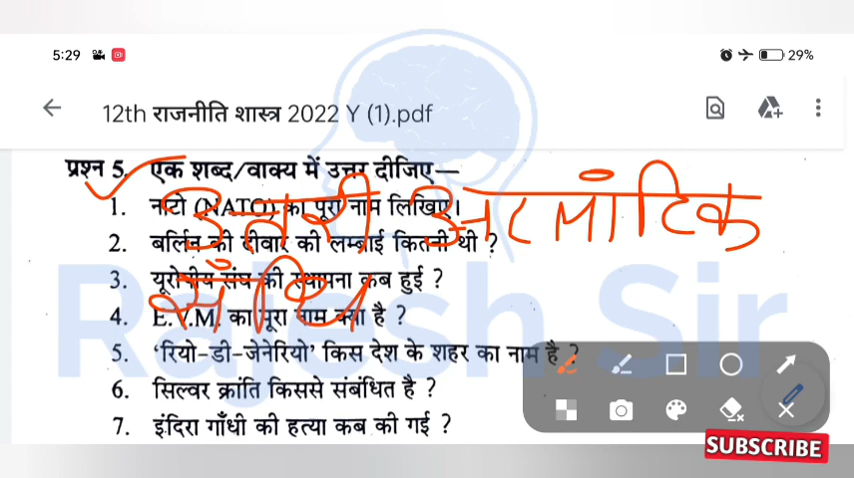 5:29
29%
12th राजनीति शास्त्र 2022 Y (1).pdf
प्रश्न 5. एक शब्द/वाक्य में उत्तर दीजिए—
1. नाटो (NATO) का पूरा नाम लिखिए।
2. बर्लिन की दीवार की लम्बाई कितनी थी ?
3. यूरोपीय संघ की स्थापना कब हुई ?
4. E.V.M. का पूरा नाम क्या है ?
5. 'रियो-डी-जेनेरियो' किस देश के शहर का नाम है ?
6. सिल्वर क्रांति किससे संबंधित है ?
7. इंदिरा गाँधी की हत्या कब की गई ?
उत्तरी अटलांटिक
संधि
Rajesh Sir
SUBSCRIBE